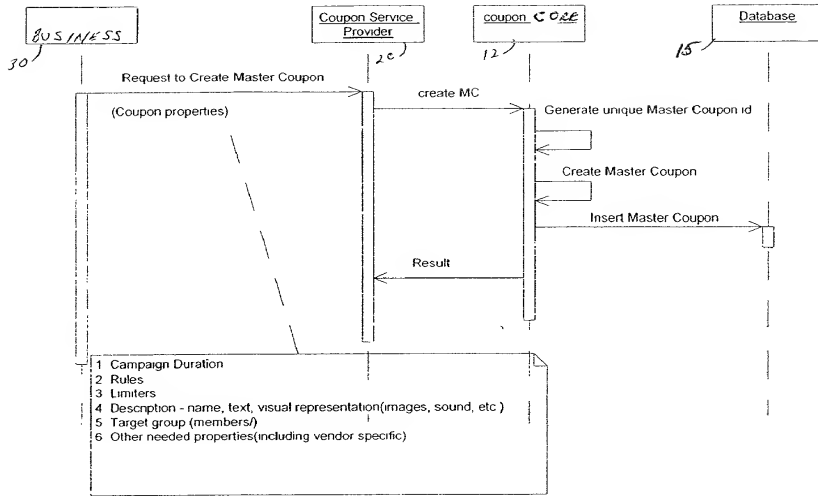 BUSINESS
30
Coupon Service
Provider
20
coupon CORE
12
Database
15
Request to Create Master Coupon
(Coupon properties)
create MC
Generate unique Master Coupon id
Create Master Coupon
Insert Master Coupon
Result
1 Campaign Duration
2 Rules
3 Limiters
4 Description - name, text, visual representation(images, sound, etc )
5 Target group (members/)
6 Other needed properties(including vendor specific)